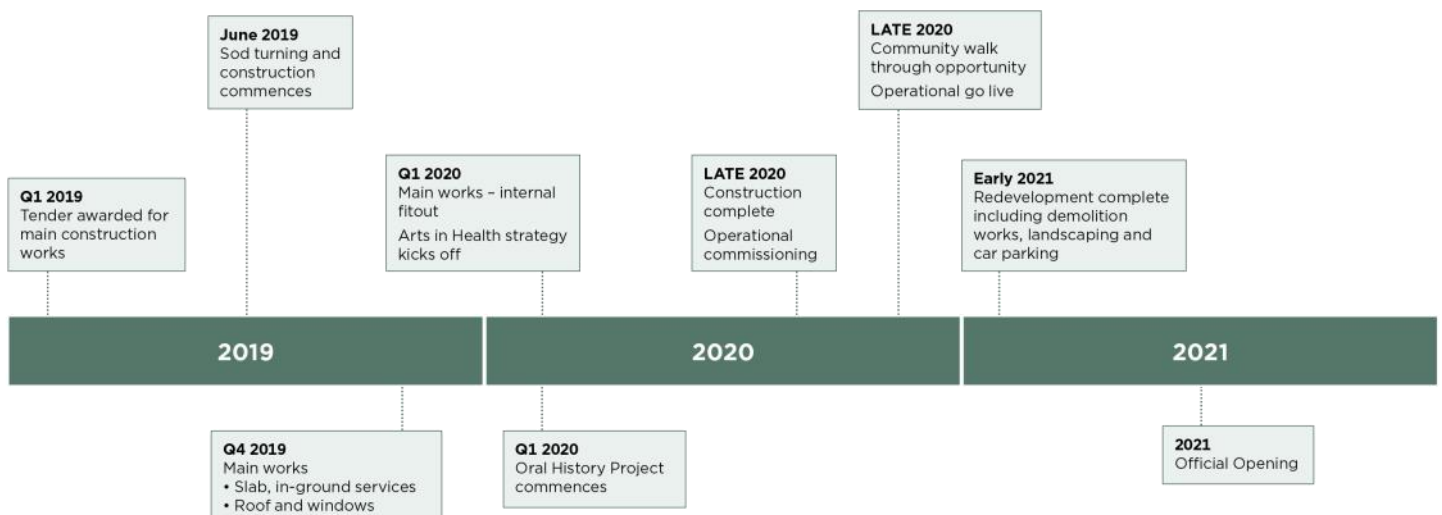 June 2019
Sod turning and
construction
commences
LATE 2020
Community walk
through opportunity
Operational go live
Q1 2019
Tender awarded for
main construction
works
Q1 2020
Main works – internal
fitout
Arts in Health strategy
kicks off
LATE 2020
Construction
complete
Operational
commissioning
Early 2021
Redevelopment complete
including demolition
works, landscaping and
car parking
2019
2020
2021
Q4 2019
Main works
• Slab, in-ground services
• Roof and windows
Q1 2020
Oral History Project
commences
2021
Official Opening